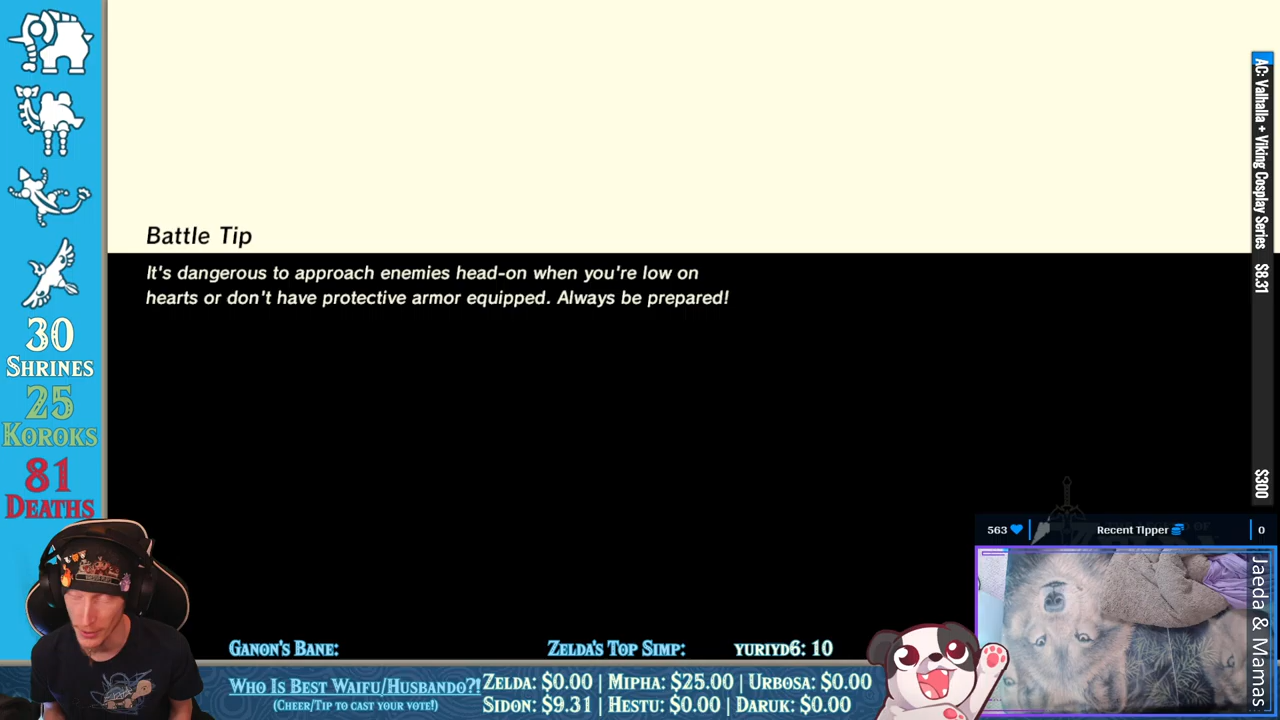 Battle Tip
It's dangerous to approach enemies head-on when you're low on
hearts or don't have protective armor equipped. Always be prepared!
30
SHRINES
25
KOROKS
81
DEATHS
AC: Valhalla + Viking Cosplay Series $8.31 $300
563 Recent Tipper 0
Jaeda & Mamas
GANON'S BANE: ZELDA'S TOP SIMP: YURIYD6: 10
WHO IS BEST WAIFU/HUSBANDO?! ZELDA: $0.00 | MIPHA: $25.00 | URBOSA: $0.00
(CHEER/TIP TO CAST YOUR VOTE!) SIDON: $9.31 | HESTU: $0.00 | DARUK: $0.00